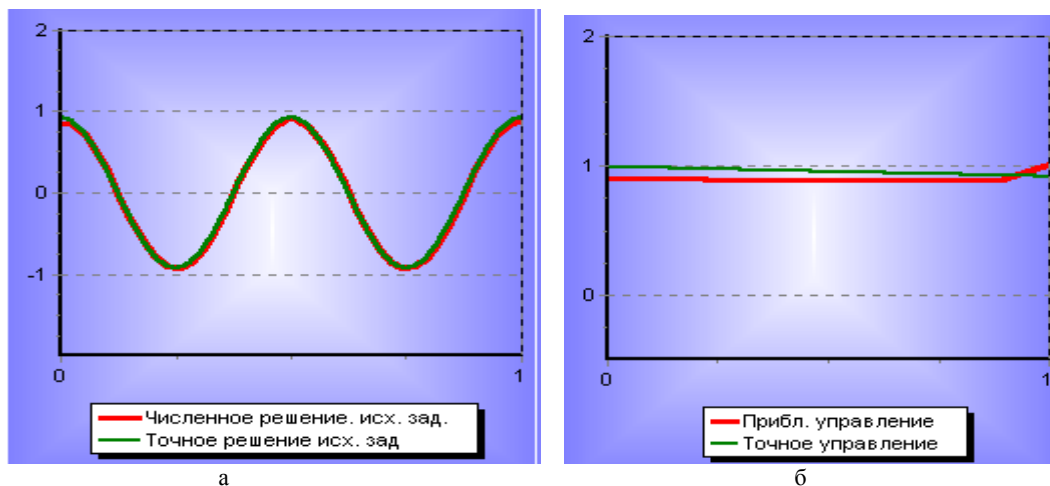 2
1
0
-1
0
1
Численное решение. исх. зад.
Точное решение исх. зад
а
2
1
0
0
1
Прибл. управление
Точное управление
б